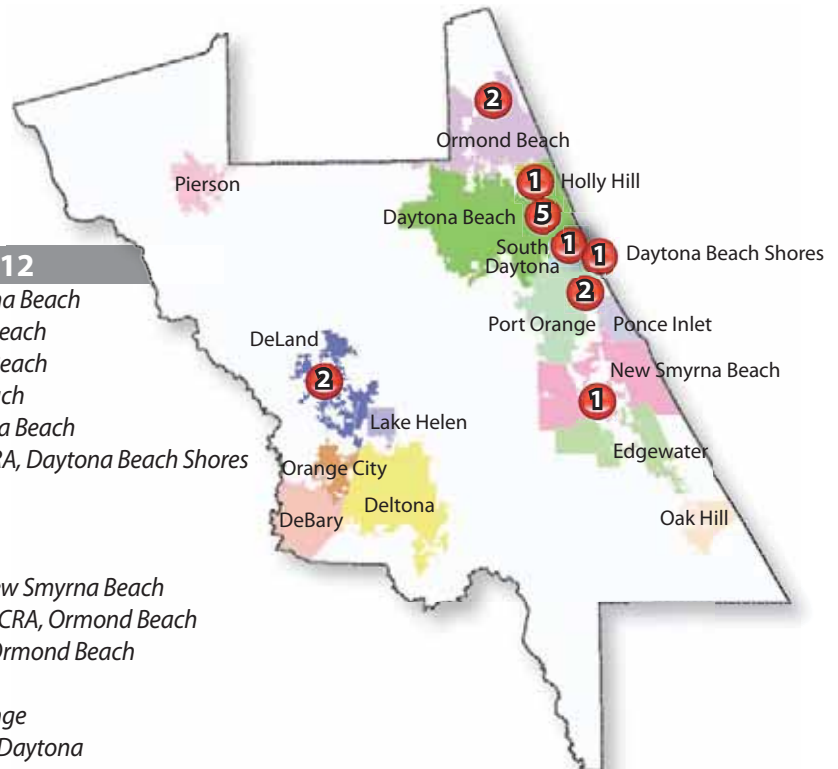 2
Ormond Beach
1
Holly Hill
Pierson
Daytona Beach
5
South
Daytona
1
1
Daytona Beach Shores
2
Port Orange
Ponce Inlet
DeLand
2
New Smyrna Beach
1
Lake Helen
Edgewater
Orange City
Deltona
DeBary
Oak Hill
12
Beach
each
each
ch
Beach
RA, Daytona Beach Shores
w Smyrna Beach
CRA, Ormond Beach
Ormond Beach
nge
Daytona